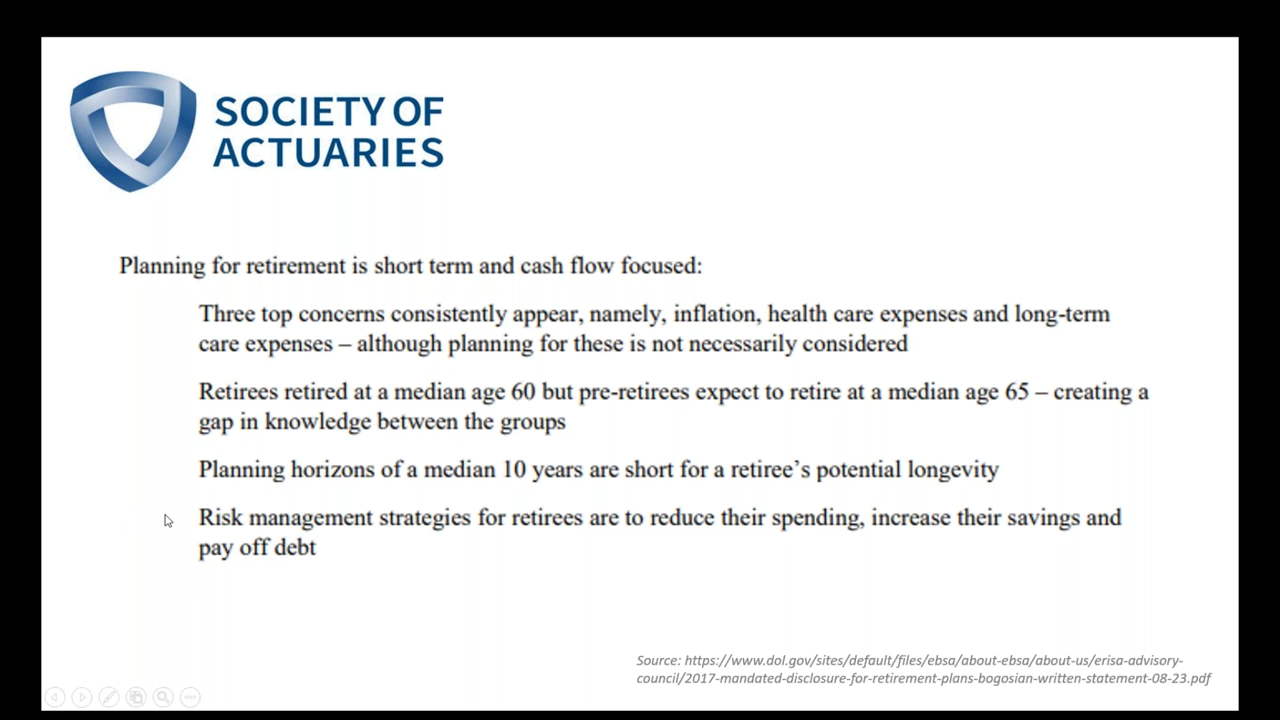 SOCIETY OF
ACTUARIES
Planning for retirement is short term and cash flow focused:
Three top concerns consistently appear, namely, inflation, health care expenses and long-term
care expenses – although planning for these is not necessarily considered
Retirees retired at a median age 60 but pre-retirees expect to retire at a median age 65 – creating a
gap in knowledge between the groups
Planning horizons of a median 10 years are short for a retiree’s potential longevity
Risk management strategies for retirees are to reduce their spending, increase their savings and
pay off debt
Source: https://www.dol.gov/sites/default/files/ebsa/about-ebsa/about-us/erisa-advisory-
council/2017-mandated-disclosure-for-retirement-plans-bogosian-written-statement-08-23.pdf